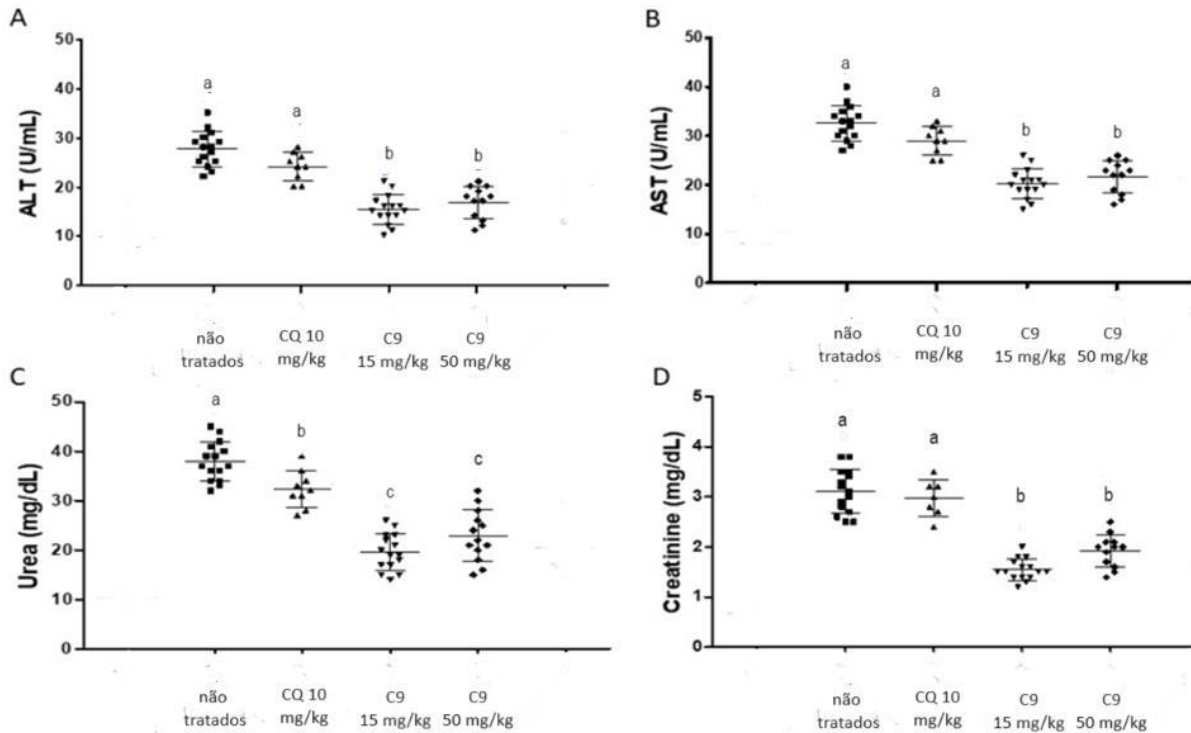 A
50
40
30
20
10
0
ALT (U/mL)
a
a
b
b
não
tratados
CQ 10
mg/kg
C9
15 mg/kg
C9
50 mg/kg
B
50
40
30
20
10
0
AST (U/mL)
a
a
b
b
não
tratados
CQ 10
mg/kg
C9
15 mg/kg
C9
50 mg/kg
C
50
40
30
20
10
0
Urea (mg/dL)
a
b
c
c
não
tratados
CQ 10
mg/kg
C9
15 mg/kg
C9
50 mg/kg
D
5
4
3
2
1
0
Creatinine (mg/dL)
a
a
b
b
não
tratados
CQ 10
mg/kg
C9
15 mg/kg
C9
50 mg/kg